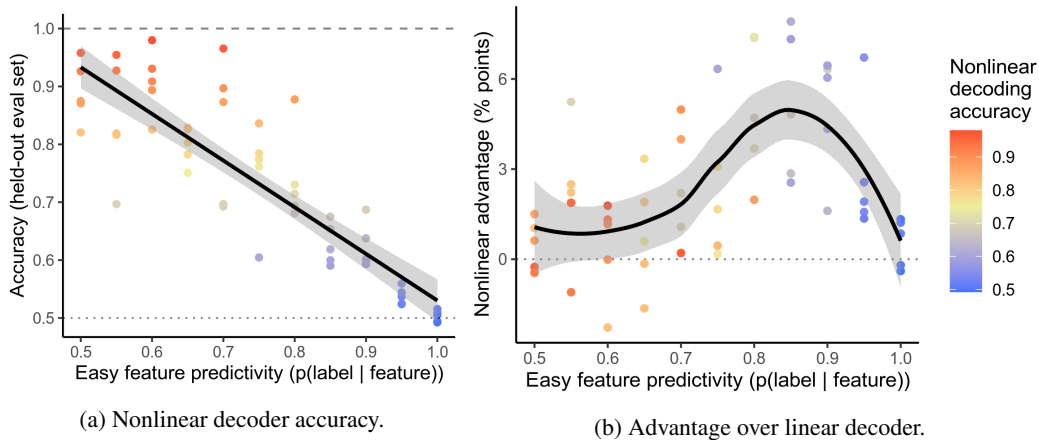 1.0
0.9
0.8
0.7
0.6
0.5
Accuracy (held-out eval set)
0.5 0.6 0.7 0.8 0.9 1.0
Easy feature predictivity (p(label | feature))
(a) Nonlinear decoder accuracy.
6
3
0
Nonlinear advantage (% points)
0.5 0.6 0.7 0.8 0.9 1.0
Easy feature predictivity (p(label | feature))
(b) Advantage over linear decoder.
Nonlinear
decoding
accuracy
0.9
0.8
0.7
0.6
0.5